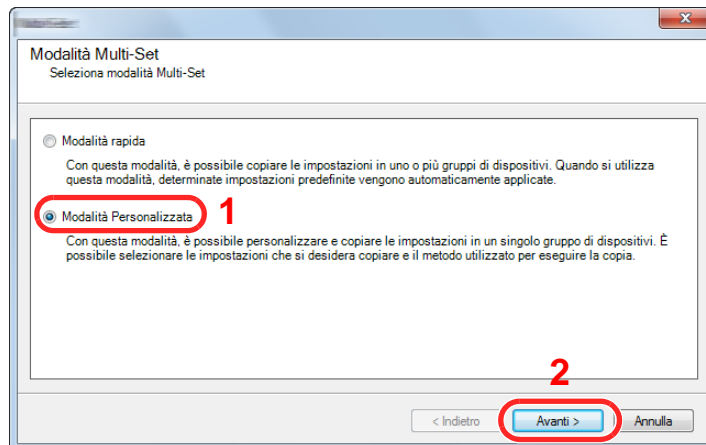 Modalità Multi-Set
Seleziona modalità Multi-Set
Modalità rapida
Con questa modalità, è possibile copiare le impostazioni in uno o più gruppi di dispositivi. Quando si utilizza
questa modalità, determinate impostazioni predefinite vengono automaticamente applicate.
Modalità Personalizzata 1
Con questa modalità, è possibile personalizzare e copiare le impostazioni in un singolo gruppo di dispositivi. È
possibile selezionare le impostazioni che si desidera copiare e il metodo utilizzato per eseguire la copia.
2
< Indietro Avanti > Annulla